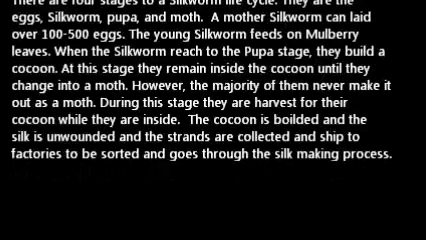 There are four stages to a Silkworm life cycle. They are the
eggs, Silkworm, pupa, and moth.  A mother Silkworm can laid
over 100-500 eggs. The young Silkworm feeds on Mulberry
leaves. When the Silkworm reach to the Pupa stage, they build a
cocoon. At this stage they remain inside the cocoon until they
change into a moth. However, the majority of them never make it
out as a moth. During this stage they are harvest for their
cocoon while they are inside.  The cocoon is boilded and the
silk is unwounded and the strands are collected and ship to
factories to be sorted and goes through the silk making process.